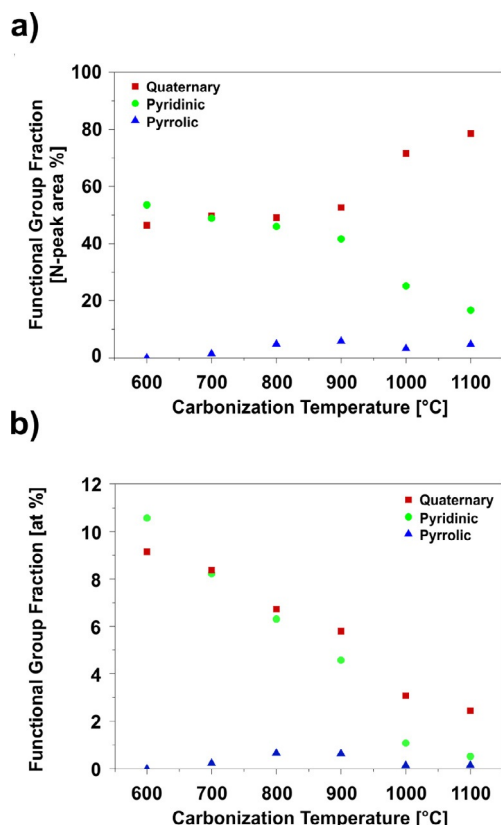 a)
Quaternary
Pyridinic
Pyrrolic
Functional Group Fraction
[N-peak area %]
100
80
60
40
20
0
600 700 800 900 1000 1100
Carbonization Temperature [°C]
b)
Quaternary
Pyridinic
Pyrrolic
Functional Group Fraction [at %]
12
10
8
6
4
2
0
600 700 800 900 1000 1100
Carbonization Temperature [°C]